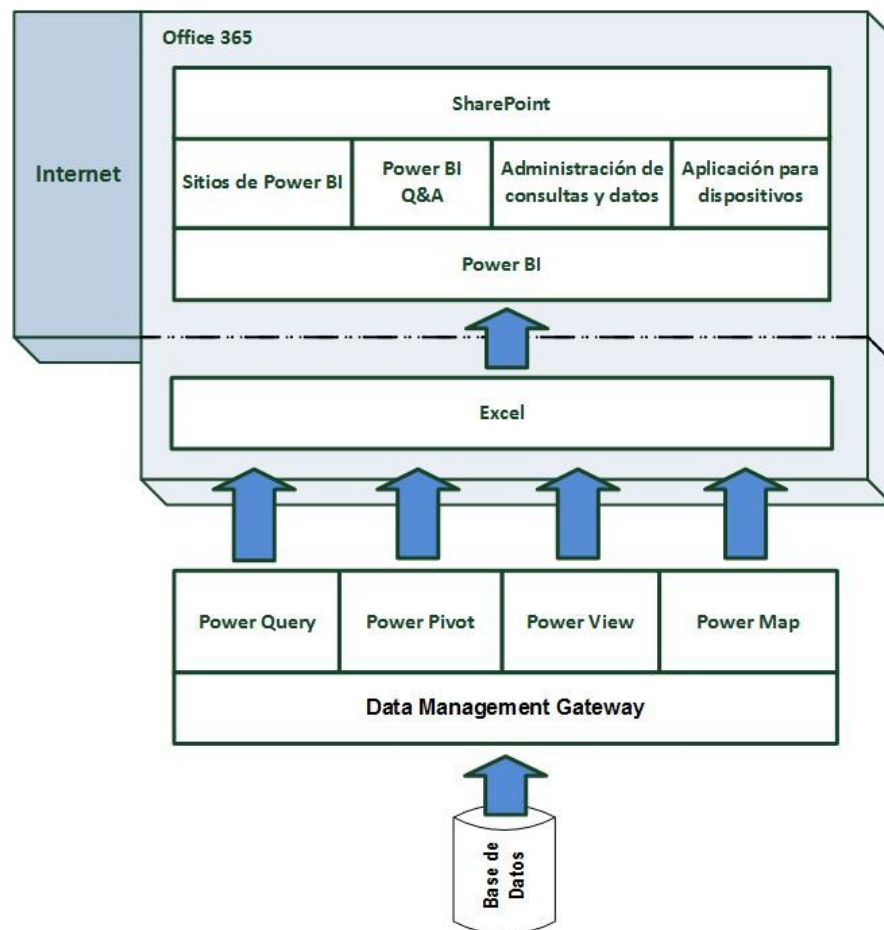 Office 365
SharePoint
Internet
Sitios de Power BI
Power BI
Q&A
Administración de
consultas y datos
Aplicación para
dispositivos
Power BI
Excel
Power Query
Power Pivot
Power View
Power Map
Data Management Gateway
Base de
Datos